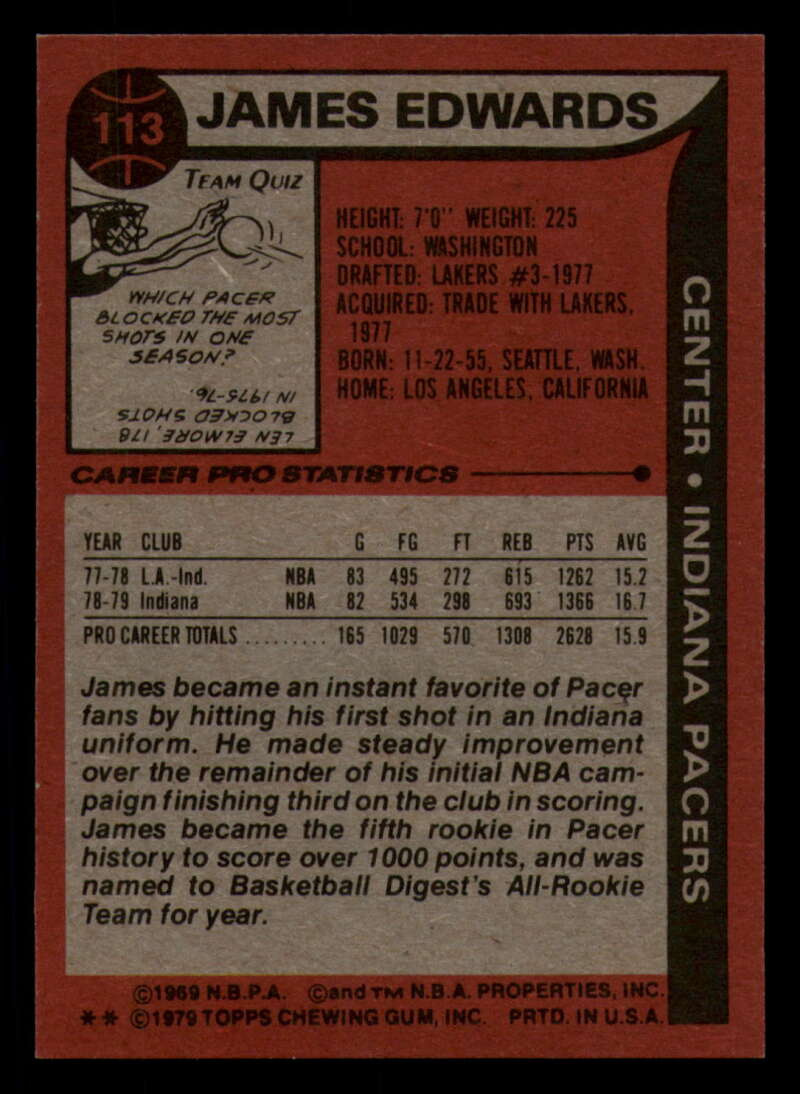 113
JAMES EDWARDS
TEAM QUIZ
WHICH PACER
BLOCKED THE MOST
SHOTS IN ONE
SEASON?
LEN ELMORE, 178
BLOCKED SHOTS
IN 1975-76.
HEIGHT: 7'0" WEIGHT: 225
SCHOOL: WASHINGTON
DRAFTED: LAKERS #3-1977
ACQUIRED: TRADE WITH LAKERS,
1977
BORN: 11-22-55, SEATTLE, WASH.
HOME: LOS ANGELES, CALIFORNIA
CENTER • INDIANA PACERS
CAREER PRO STATISTICS
YEAR CLUB G FG FT REB PTS AVG
77-78 L.A.-Ind. NBA 83 495 272 615 1262 15.2
78-79 Indiana NBA 82 534 298 693 1366 16.7
PRO CAREER TOTALS ......... 165 1029 570 1308 2628 15.9
James became an instant favorite of Pacer
fans by hitting his first shot in an Indiana
uniform. He made steady improvement
over the remainder of his initial NBA cam-
paign finishing third on the club in scoring.
James became the fifth rookie in Pacer
history to score over 1000 points, and was
named to Basketball Digest's All-Rookie
Team for year.
©1969 N.B.P.A. ©and TM N.B.A. PROPERTIES, INC.
** ©1979 TOPPS CHEWING GUM, INC. PRTD. IN U.S.A.